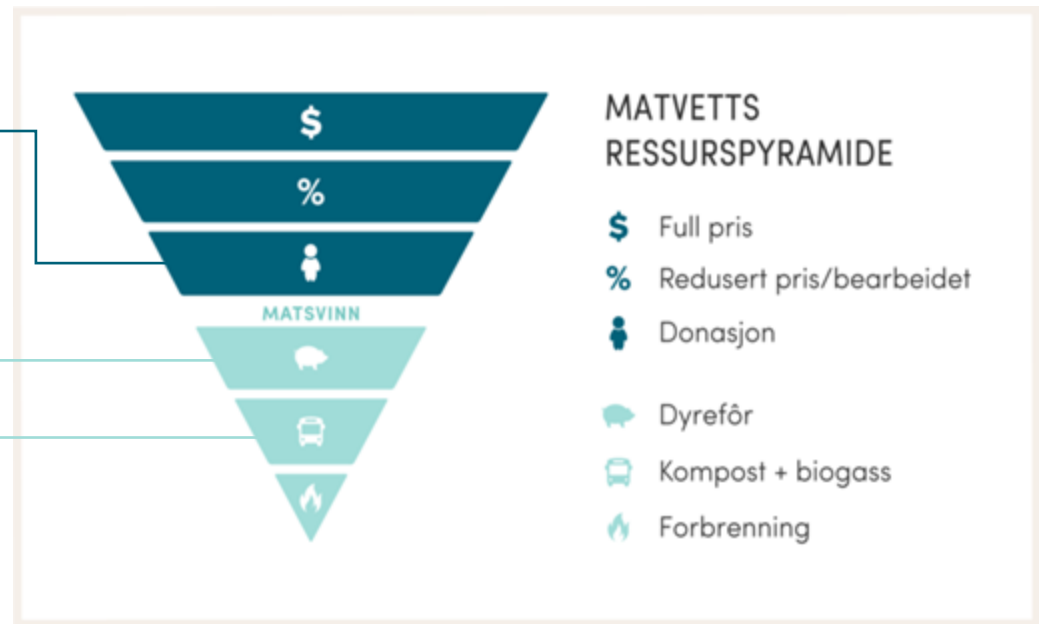 $
%
MATSVINN
MATVETTS
RESSURSPYRAMIDE
$ Full pris
% Redusert pris/bearbeidet
Donasjon
Dyrefôr
Kompost + biogass
Forbrenning